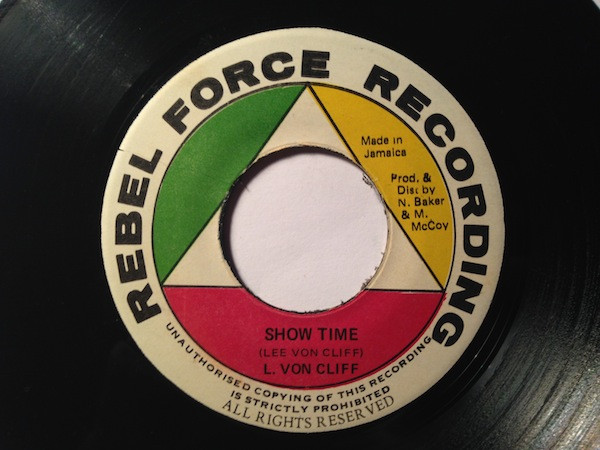 REBEL FORCE RECORDING
Made in
Jamaica
Prod. &
Dist by
N. Baker
& M.
McCoy
SHOW TIME
(LEE VON CLIFF)
L. VON CLIFF
UNAUTHORISED COPYING OF THIS RECORDING
IS STRICTLY PROHIBITED
ALL RIGHTS RESERVED